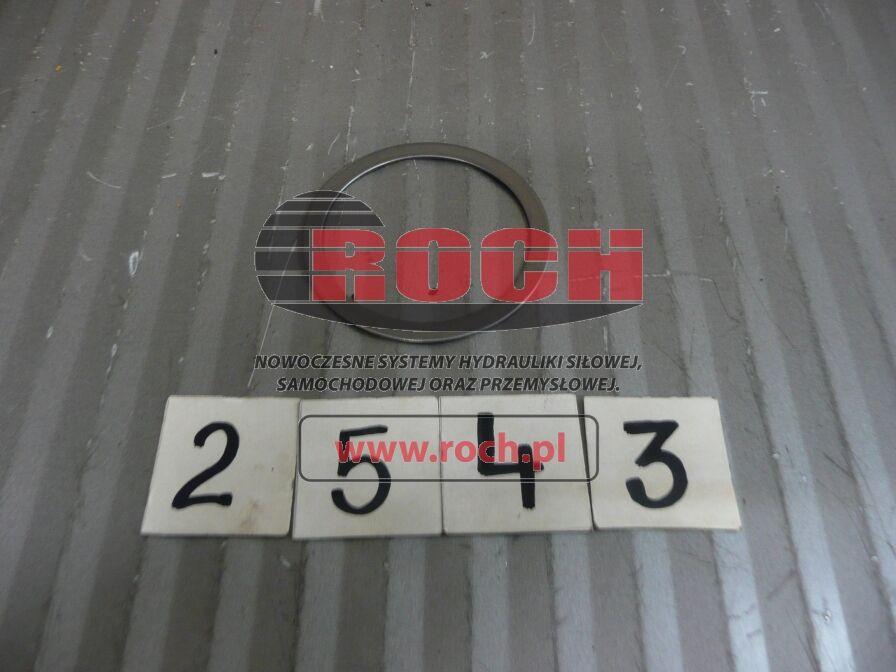 ROCH
NOWOCZESNE SYSTEMY HYDRAULIKI SIŁOWEJ,
SAMOCHODOWEJ ORAZ PRZEMYSŁOWEJ.
www.roch.pl
2 5 4 3